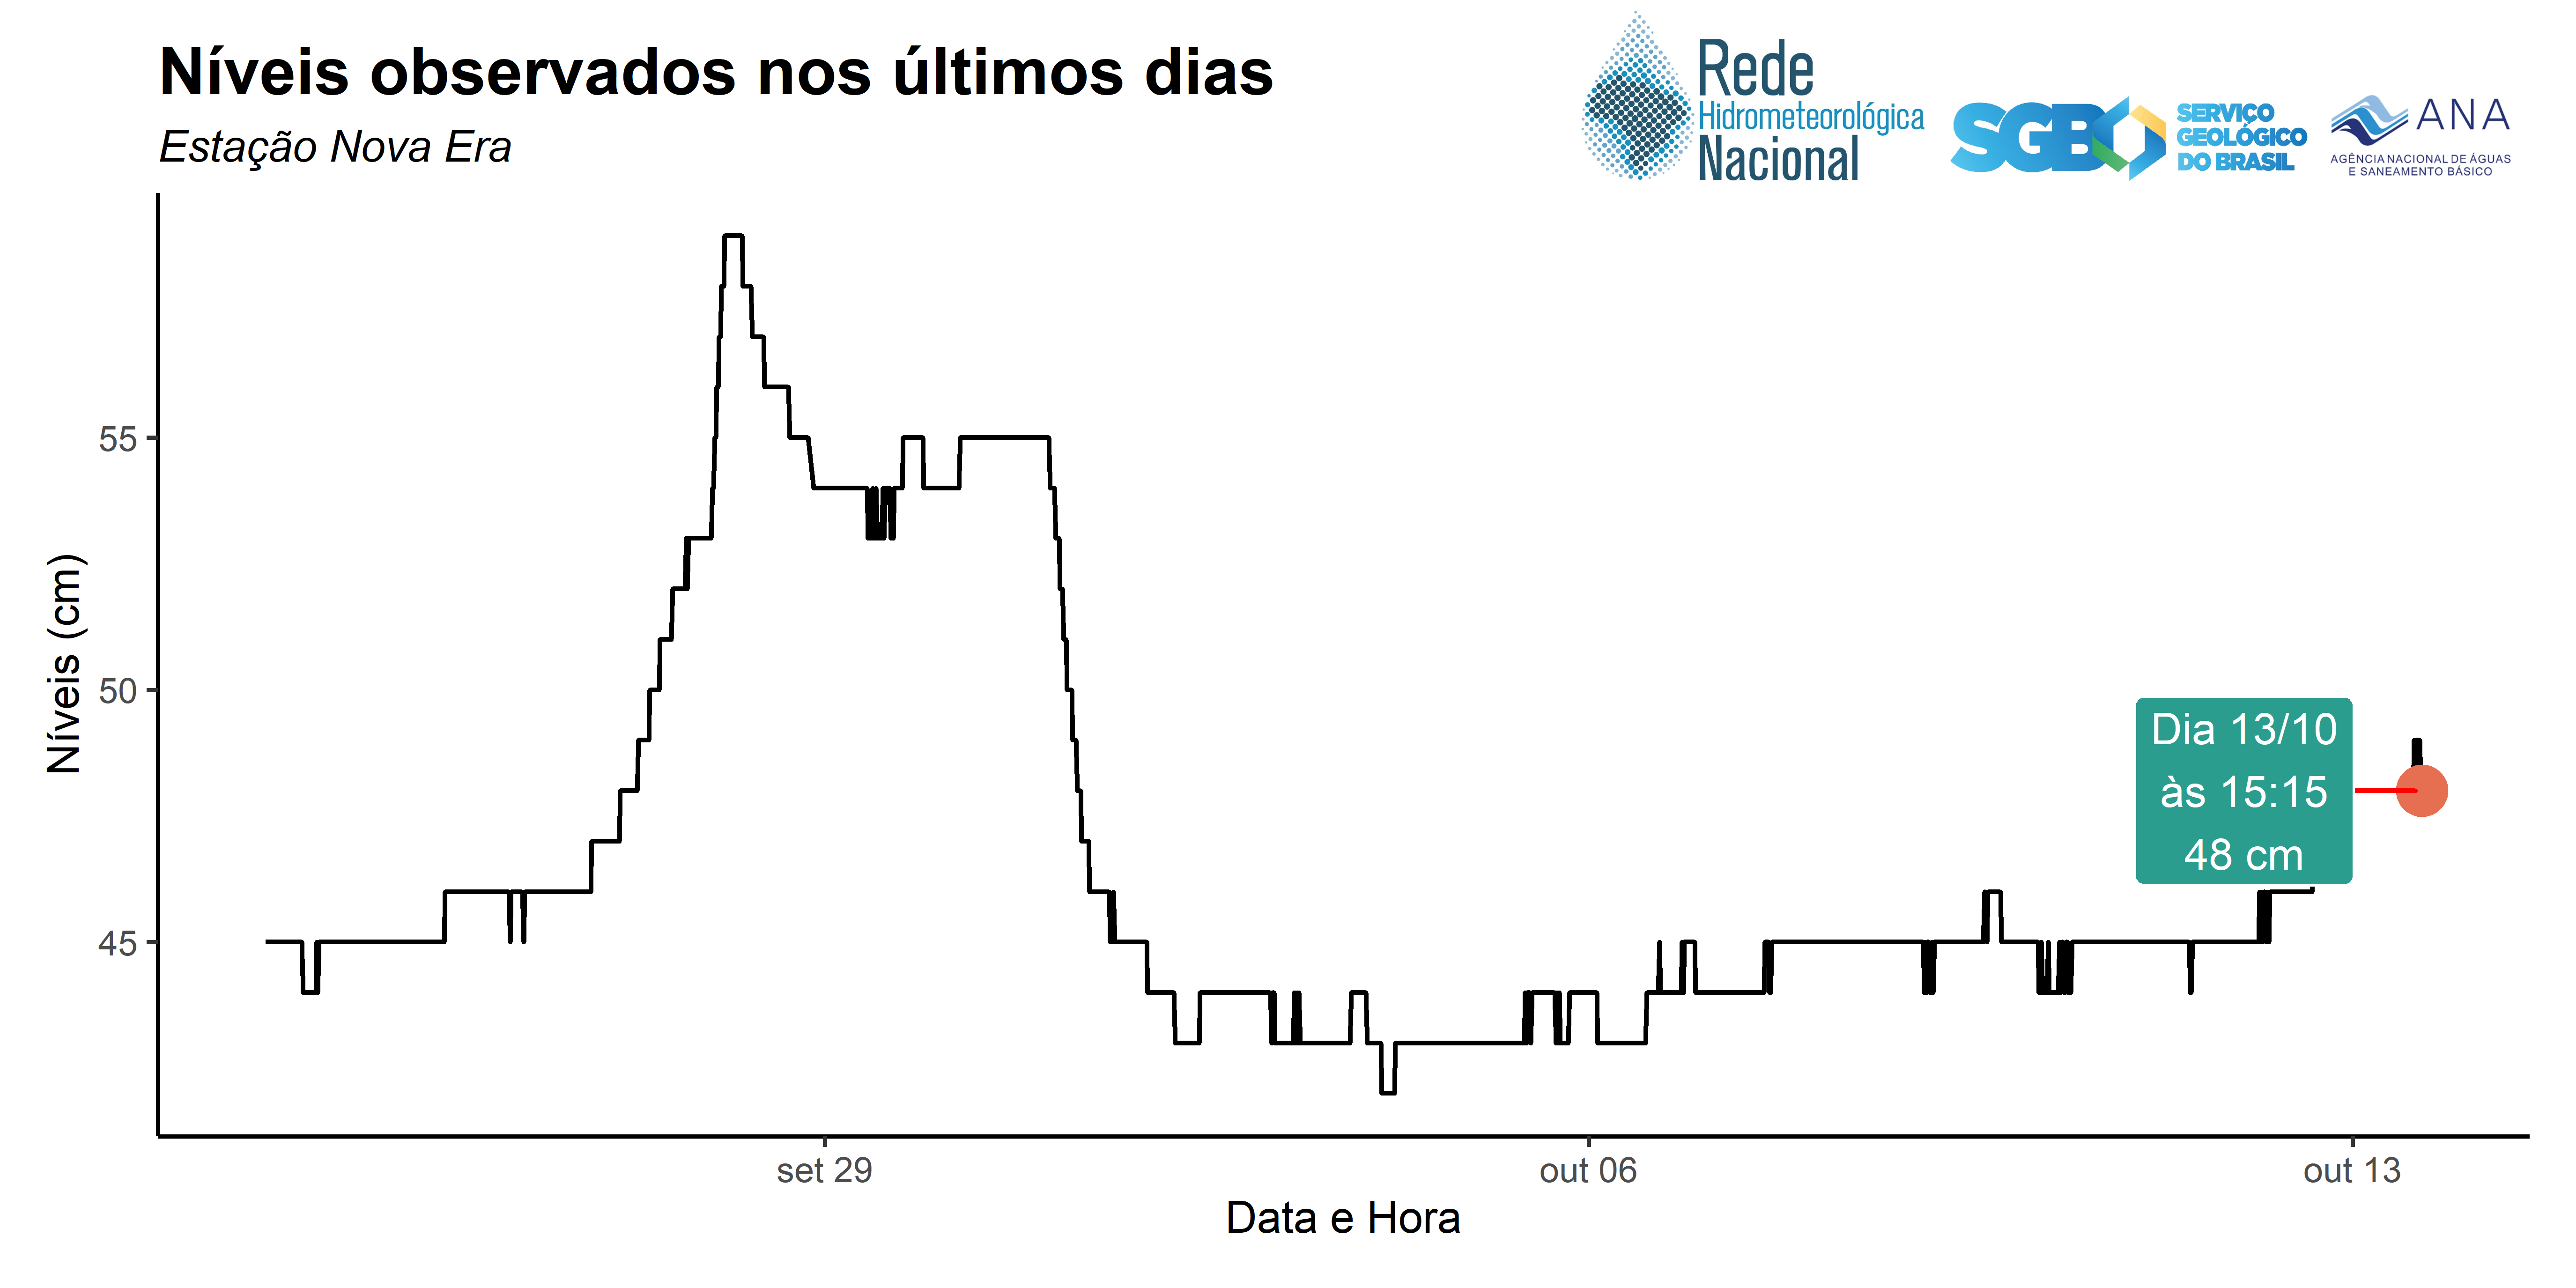 Níveis observados nos últimos dias
Estação Nova Era
Rede
Hidrometeorológica
Nacional
SGB
SERVIÇO
GEOLÓGICO
DO BRASIL
ANA
AGÊNCIA NACIONAL DE ÁGUAS
E SANEAMENTO BÁSICO
Níveis (cm)
55
50
45
Dia 13/10
às 15:15
48 cm
set 29
out 06
out 13
Data e Hora